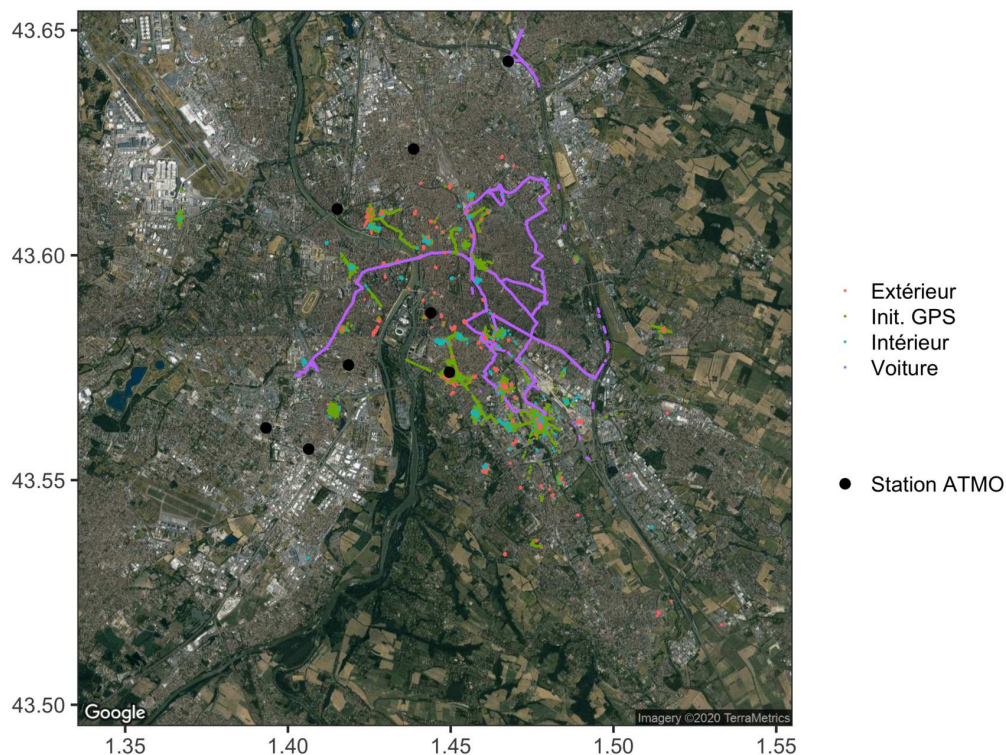 43.65
43.60
43.55
43.50
1.35
1.40
1.45
1.50
1.55
Extérieur
Init. GPS
Intérieur
Voiture
Station ATMO
Google
Imagery ©2020 TerraMetrics